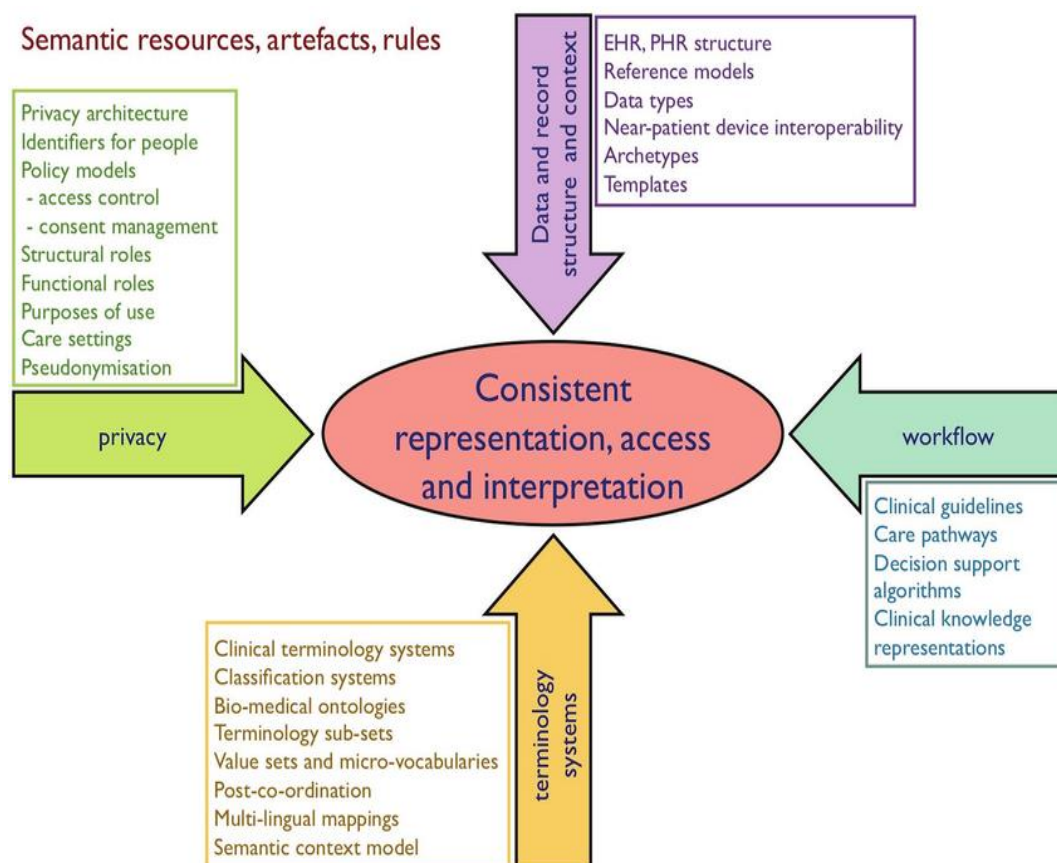 Semantic resources, artefacts, rules
Privacy architecture
Identifiers for people
Policy models
- access control
- consent management
Structural roles
Functional roles
Purposes of use
Care settings
Pseudonymisation
privacy
Data and record
structure and context
EHR, PHR structure
Reference models
Data types
Near-patient device interoperability
Archetypes
Templates
Consistent
representation, access
and interpretation
workflow
Clinical guidelines
Care pathways
Decision support
algorithms
Clinical knowledge
representations
Clinical terminology systems
Classification systems
Bio-medical ontologies
Terminology sub-sets
Value sets and micro-vocabularies
Post-co-ordination
Multi-lingual mappings
Semantic context model
terminology
systems